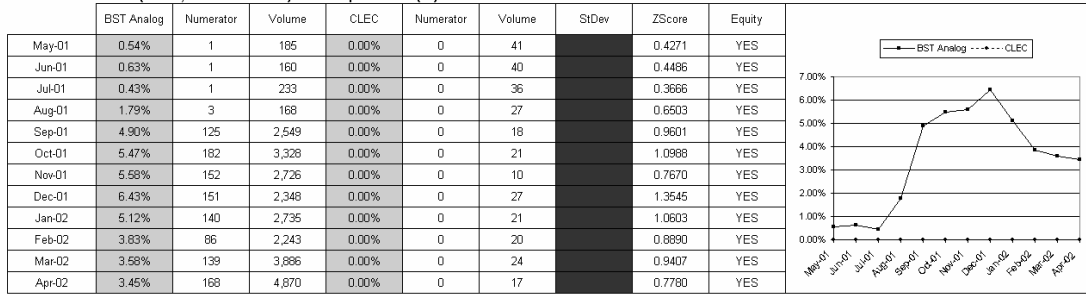 BST Analog Numerator Volume CLEC Numerator Volume StDev ZScore Equity
May-01 0.54% 1 185 0.00% 0 41 0.4271 YES
Jun-01 0.63% 1 160 0.00% 0 40 0.4486 YES
Jul-01 0.43% 1 233 0.00% 0 36 0.3666 YES
Aug-01 1.79% 3 168 0.00% 0 27 0.6503 YES
Sep-01 4.90% 125 2,549 0.00% 0 18 0.9601 YES
Oct-01 5.47% 182 3,328 0.00% 0 21 1.0988 YES
Nov-01 5.58% 152 2,726 0.00% 0 10 0.7670 YES
Dec-01 6.43% 151 2,348 0.00% 0 27 1.3545 YES
Jan-02 5.12% 140 2,735 0.00% 0 21 1.0603 YES
Feb-02 3.83% 86 2,243 0.00% 0 20 0.8890 YES
Mar-02 3.58% 139 3,886 0.00% 0 24 0.9407 YES
Apr-02 3.45% 168 4,870 0.00% 0 17 0.7780 YES
BST Analog CLEC
7.00%
6.00%
5.00%
4.00%
3.00%
2.00%
1.00%
0.00%
May-01 Jun-01 Jul-01 Aug-01 Sep-01 Oct-01 Nov-01 Dec-01 Jan-02 Feb-02 Mar-02 Apr-02